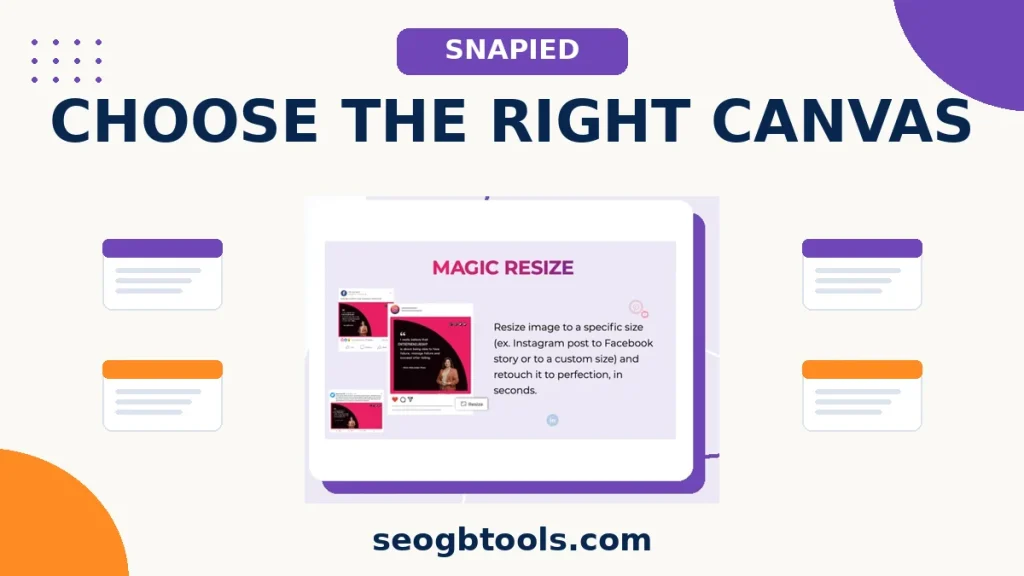 SNAPIED
CHOOSE THE RIGHT CANVAS
MAGIC RESIZE
Resize image to a specific size
(ex. Instagram post to Facebook
story or to a custom size) and
retouch it to perfection, in
seconds.
Resize
seogbtools.com